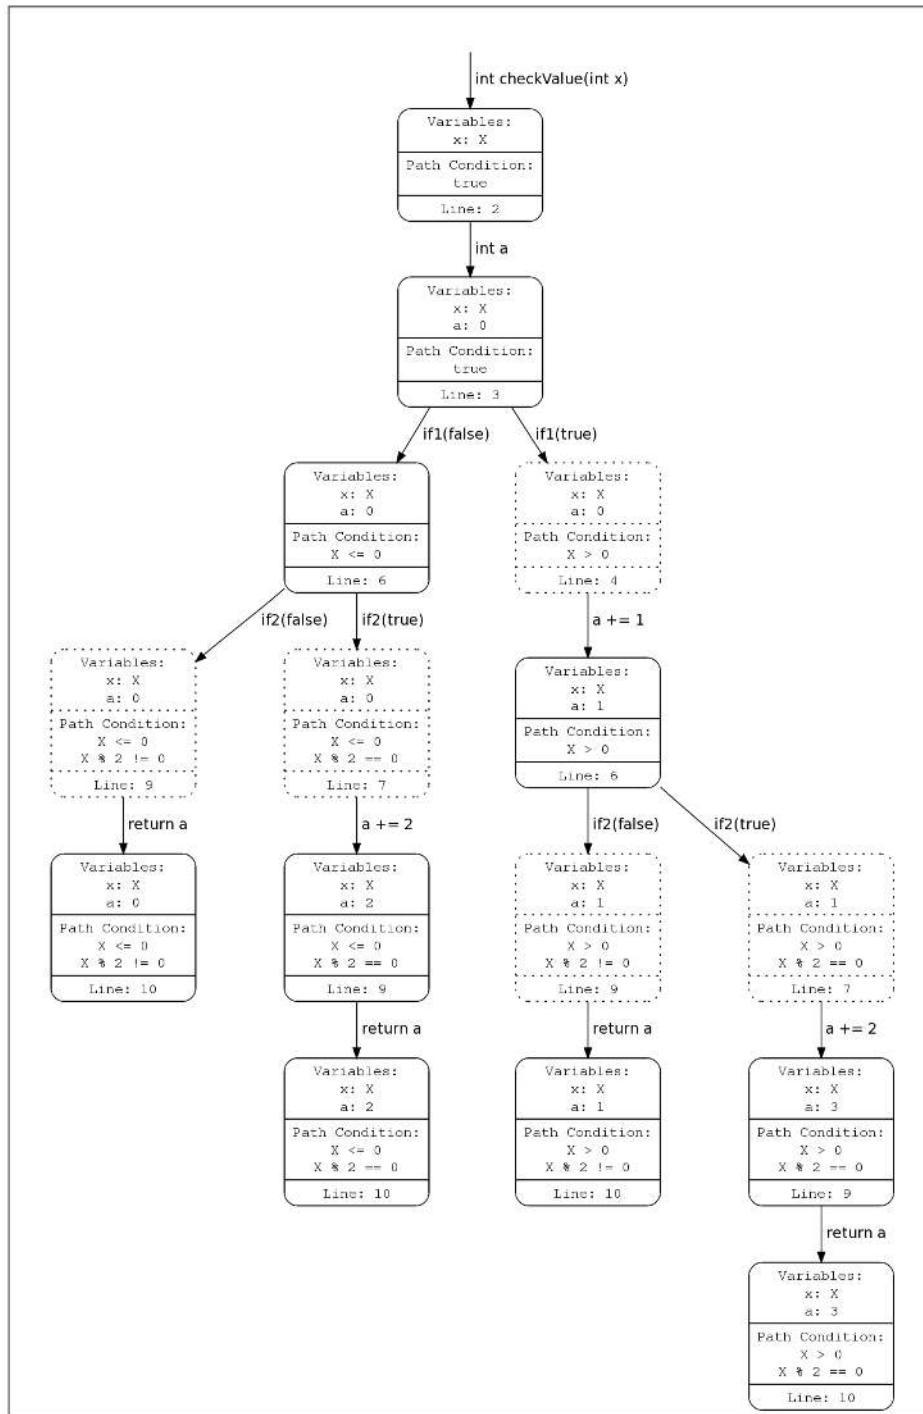 int checkValue(int x)
Variables:
x: X
Path Condition:
true
Line: 2
int a
Variables:
x: X
a: 0
Path Condition:
true
Line: 3
if1(false)
if1(true)
Variables:
x: X
a: 0
Path Condition:
X <= 0
Line: 6
Variables:
x: X
a: 0
Path Condition:
X > 0
Line: 4
if2(false)
if2(true)
a += 1
Variables:
x: X
a: 0
Path Condition:
X <= 0
X % 2 != 0
Line: 9
Variables:
x: X
a: 0
Path Condition:
X <= 0
X % 2 == 0
Line: 7
Variables:
x: X
a: 1
Path Condition:
X > 0
Line: 6
return a
a += 2
if2(false)
if2(true)
Variables:
x: X
a: 0
Path Condition:
X <= 0
X % 2 != 0
Line: 10
Variables:
x: X
a: 2
Path Condition:
X <= 0
X % 2 == 0
Line: 9
Variables:
x: X
a: 1
Path Condition:
X > 0
X % 2 != 0
Line: 9
Variables:
x: X
a: 1
Path Condition:
X > 0
X % 2 == 0
Line: 7
return a
return a
a += 2
Variables:
x: X
a: 2
Path Condition:
X <= 0
X % 2 == 0
Line: 10
Variables:
x: X
a: 1
Path Condition:
X > 0
X % 2 != 0
Line: 10
Variables:
x: X
a: 3
Path Condition:
X > 0
X % 2 == 0
Line: 9
return a
Variables:
x: X
a: 3
Path Condition:
X > 0
X % 2 == 0
Line: 10